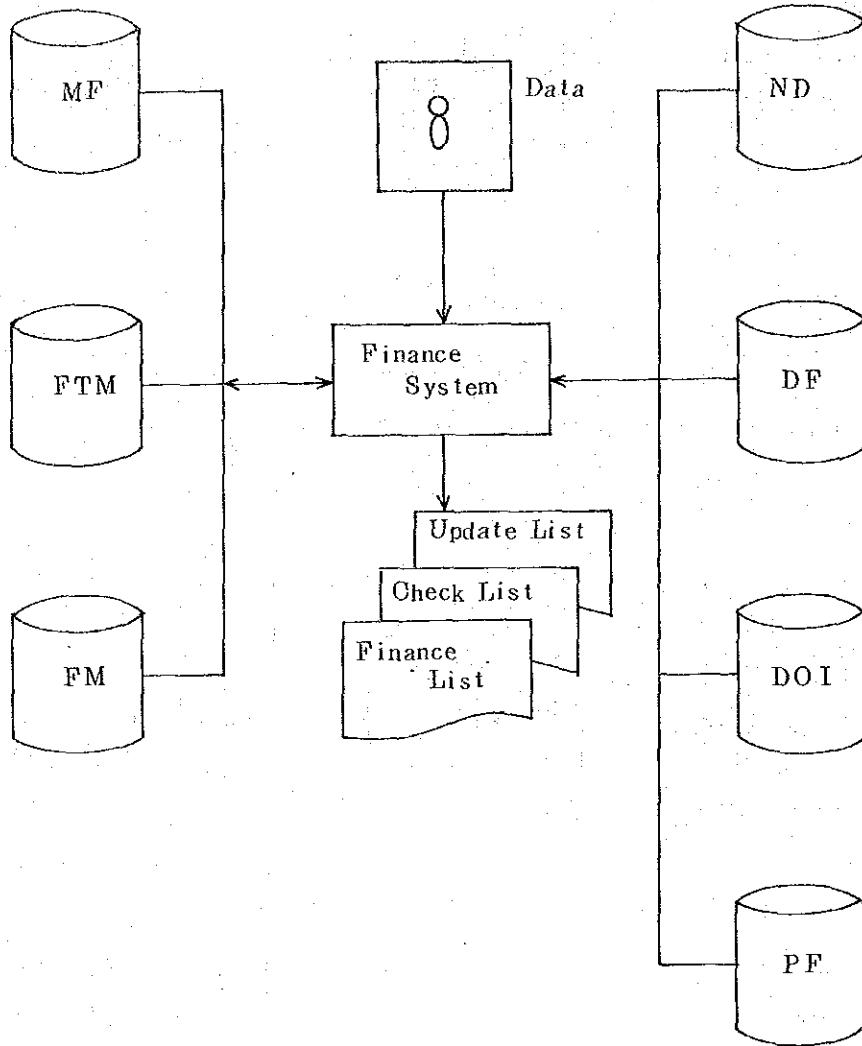 MF
Data
ND
FTM
Finance
System
DF
Update List
Check List
Finance
List
FM
DOI
PF